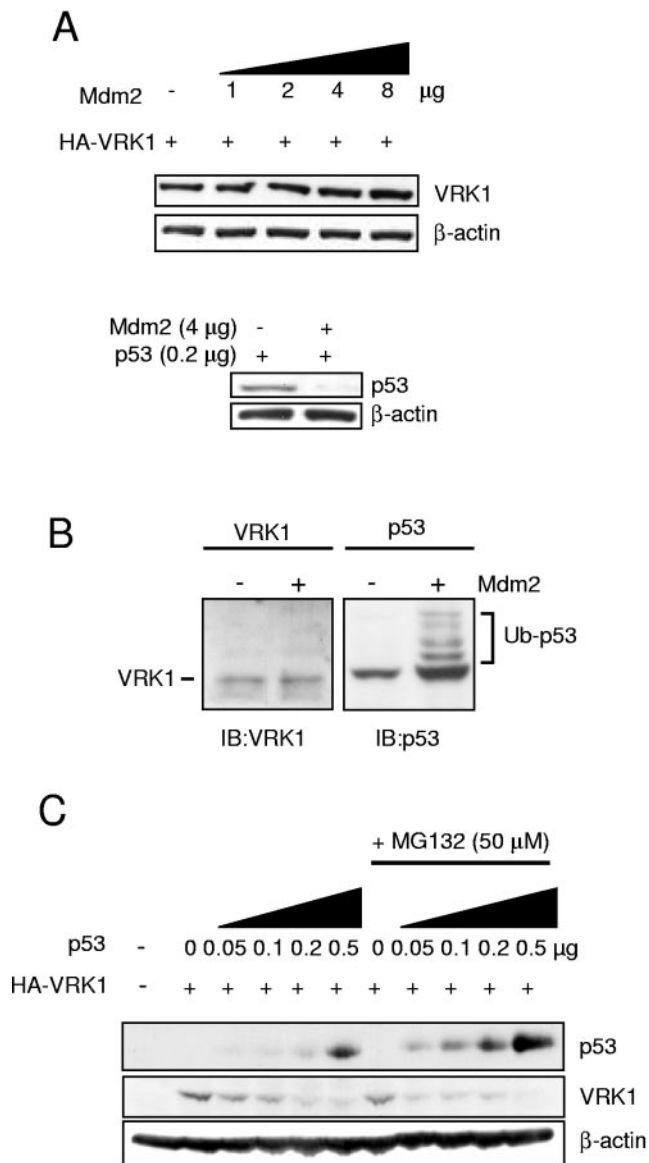 A
Mdm2 - 1 2 4 8 μg
HA-VRK1 + + + + +
VRK1
β-actin
Mdm2 (4 μg) - +
p53 (0.2 μg) + +
p53
β-actin
B
VRK1 p53
- + - + Mdm2
Ub-p53
VRK1
IB:VRK1 IB:p53
C
+ MG132 (50 μM)
p53 - 0 0.05 0.1 0.2 0.5 0 0.05 0.1 0.2 0.5 μg
HA-VRK1 - + + + + + + + + + +
p53
VRK1
β-actin